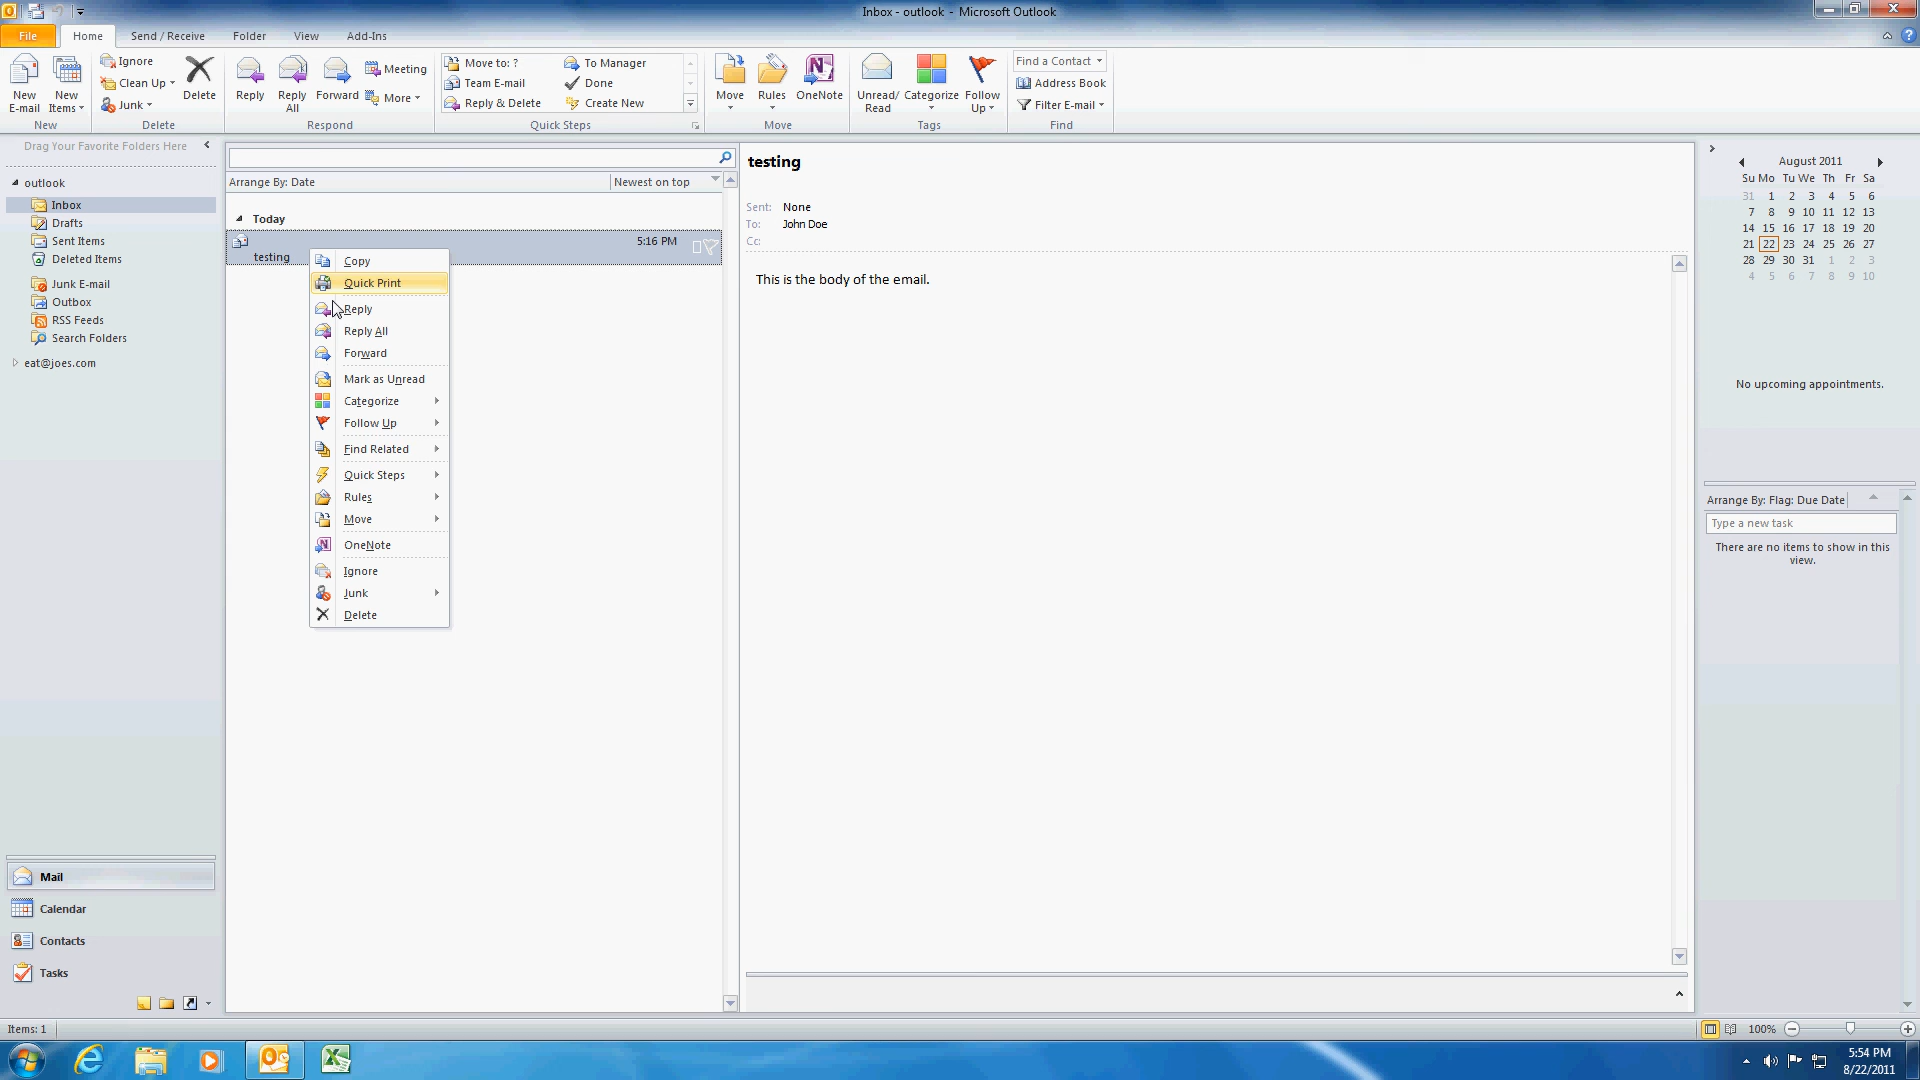 Inbox - outlook - Microsoft Outlook
File
Home
Send / Receive
Folder
View
Add-Ins
New
E-mail
New
Items
New
Ignore
Clean Up
Junk
Delete
Delete
Reply
Reply
All
Forward
Meeting
More
Respond
Move to: ?
Team E-mail
Reply & Delete
To Manager
Done
Create New
Quick Steps
Move
Rules
OneNote
Move
Unread/
Read
Categorize
Follow
Up
Tags
Find a Contact
Address Book
Filter E-mail
Find
Drag Your Favorite Folders Here
outlook
Inbox
Drafts
Sent Items
Deleted Items
Junk E-mail
Outbox
RSS Feeds
Search Folders
eat@joes.com
Mail
Calendar
Contacts
Tasks
Arrange By: Date
Newest on top
Today
5:16 PM
testing
Copy
Quick Print
Reply
Reply All
Forward
Mark as Unread
Categorize
Follow Up
Find Related
Quick Steps
Rules
Move
OneNote
Ignore
Junk
Delete
testing
Sent: None
To: John Doe
Cc:
This is the body of the email.
August 2011
Su Mo Tu We Th Fr Sa
31 1 2 3 4 5 6
7 8 9 10 11 12 13
14 15 16 17 18 19 20
21 22 23 24 25 26 27
28 29 30 31 1 2 3
4 5 6 7 8 9 10
No upcoming appointments.
Arrange By: Flag: Due Date
Type a new task
There are no items to show in this
view.
Items: 1
100%
5:54 PM
8/22/2011